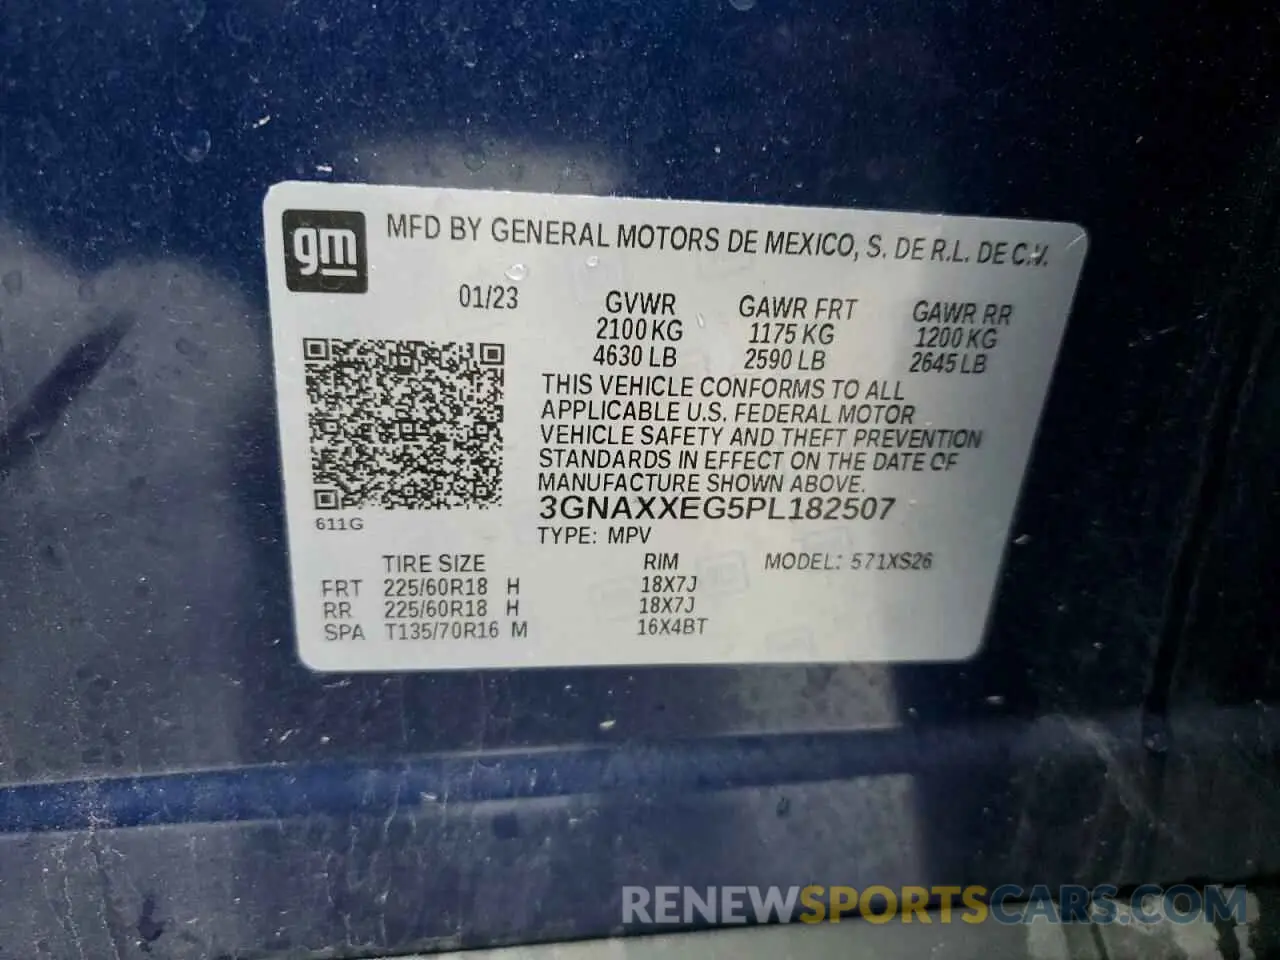 gm
MFD BY GENERAL MOTORS DE MEXICO, S. DE R.L. DE C.V.
01/23 GVWR GAWR FRT GAWR RR
2100 KG 1175 KG 1200 KG
4630 LB 2590 LB 2645 LB
THIS VEHICLE CONFORMS TO ALL
APPLICABLE U.S. FEDERAL MOTOR
VEHICLE SAFETY AND THEFT PREVENTION
STANDARDS IN EFFECT ON THE DATE OF
MANUFACTURE SHOWN ABOVE.
3GNAXXEG5PL182507
611G
TYPE: MPV
TIRE SIZE RIM MODEL: 571XS26
FRT 225/60R18 H 18X7J
RR 225/60R18 H 18X7J
SPA T135/70R16 M 16X4BT
RENEWSPORTSCARS.COM